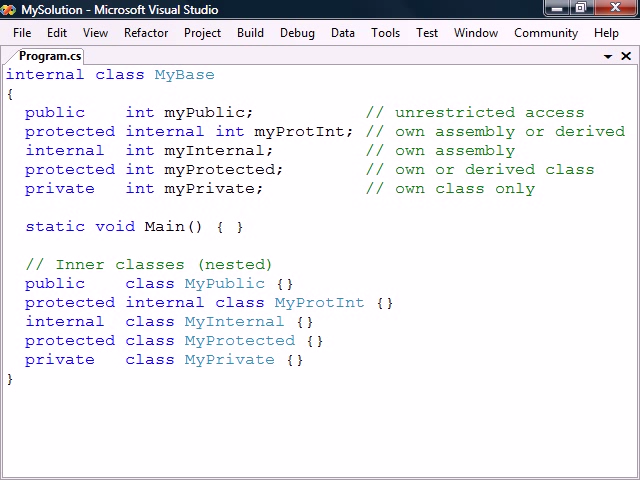 MySolution - Microsoft Visual Studio
File Edit View Refactor Project Build Debug Data Tools Test Window Community Help
Program.cs
internal class MyBase
{
  public    int myPublic;           // unrestricted access
  protected internal int myProtInt; // own assembly or derived
  internal  int myInternal;         // own assembly
  protected int myProtected;        // own or derived class
  private   int myPrivate;          // own class only
  static void Main() { }
  // Inner classes (nested)
  public    class MyPublic {}
  protected internal class MyProtInt {}
  internal  class MyInternal {}
  protected class MyProtected {}
  private   class MyPrivate {}
}